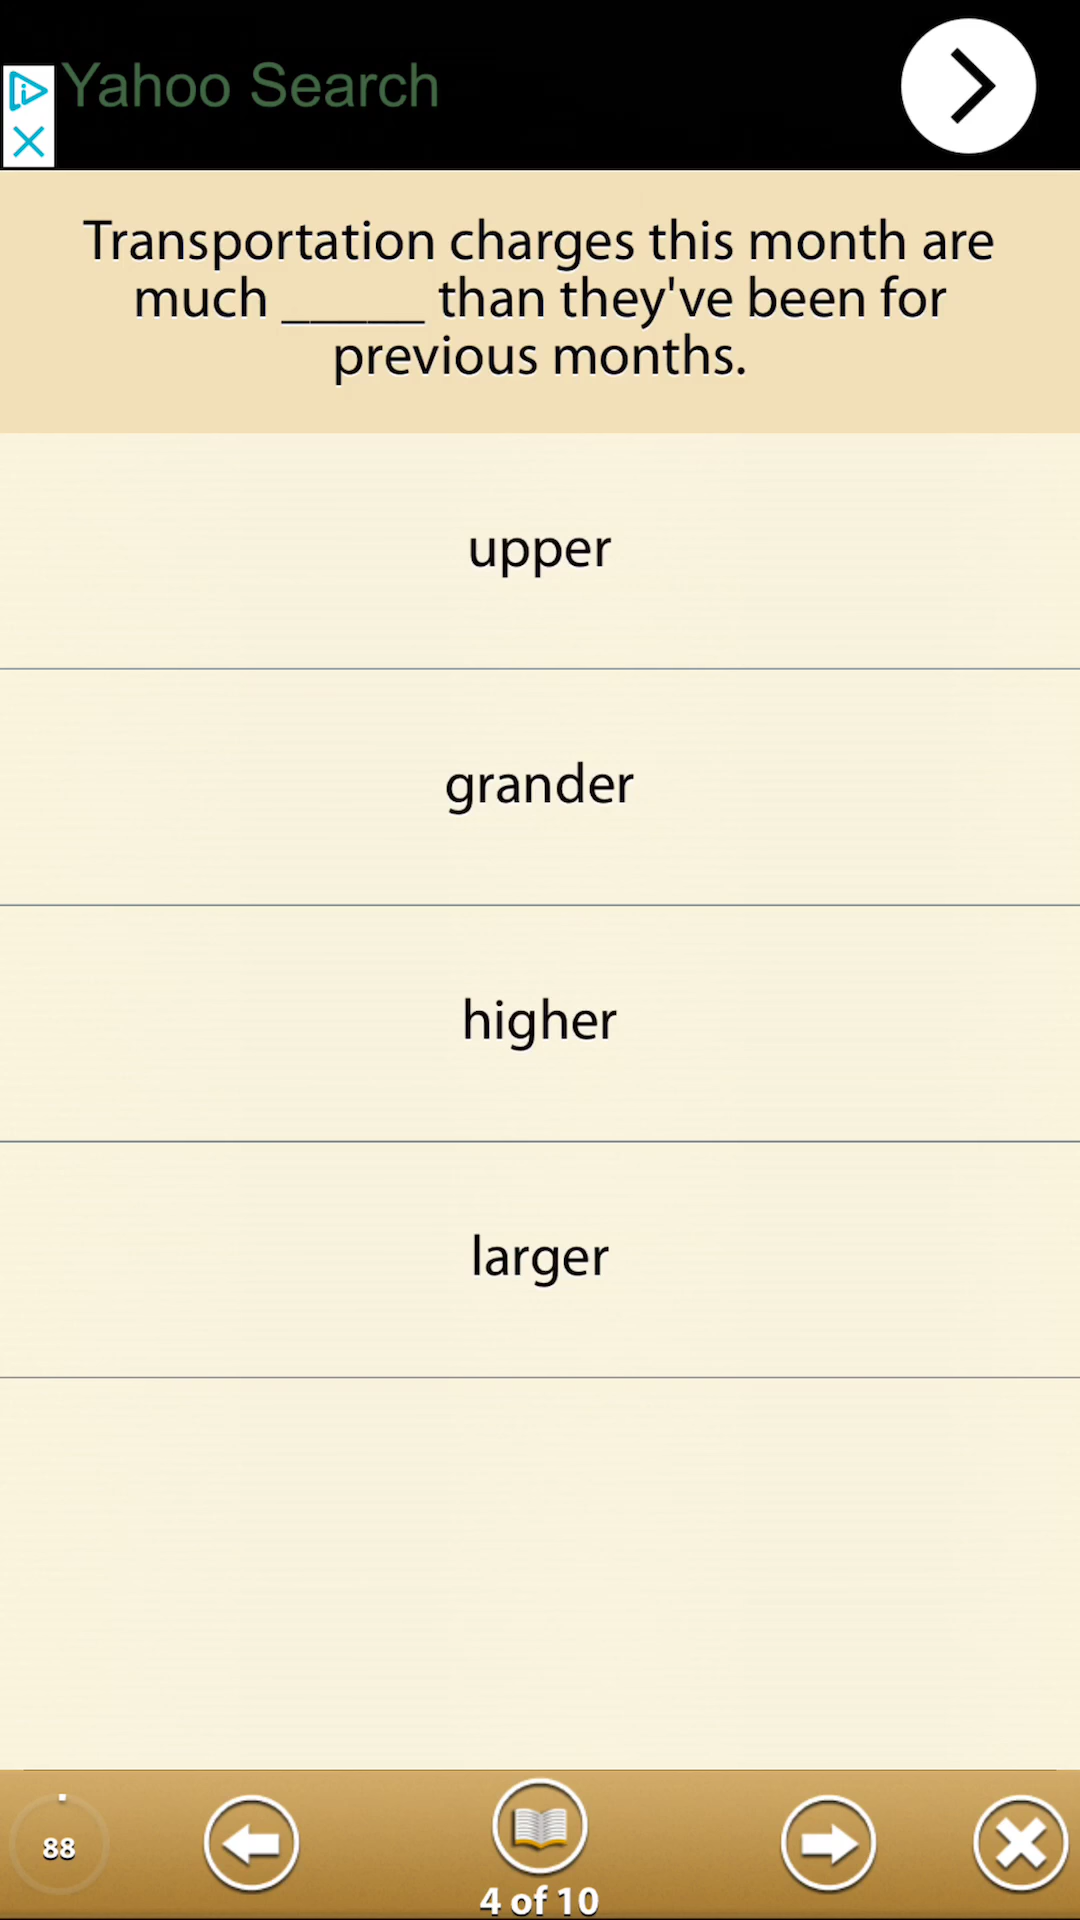 Yahoo Search
Transportation charges this month are
much _____ than they've been for
previous months.
upper
grander
higher
larger
88
4 of 10